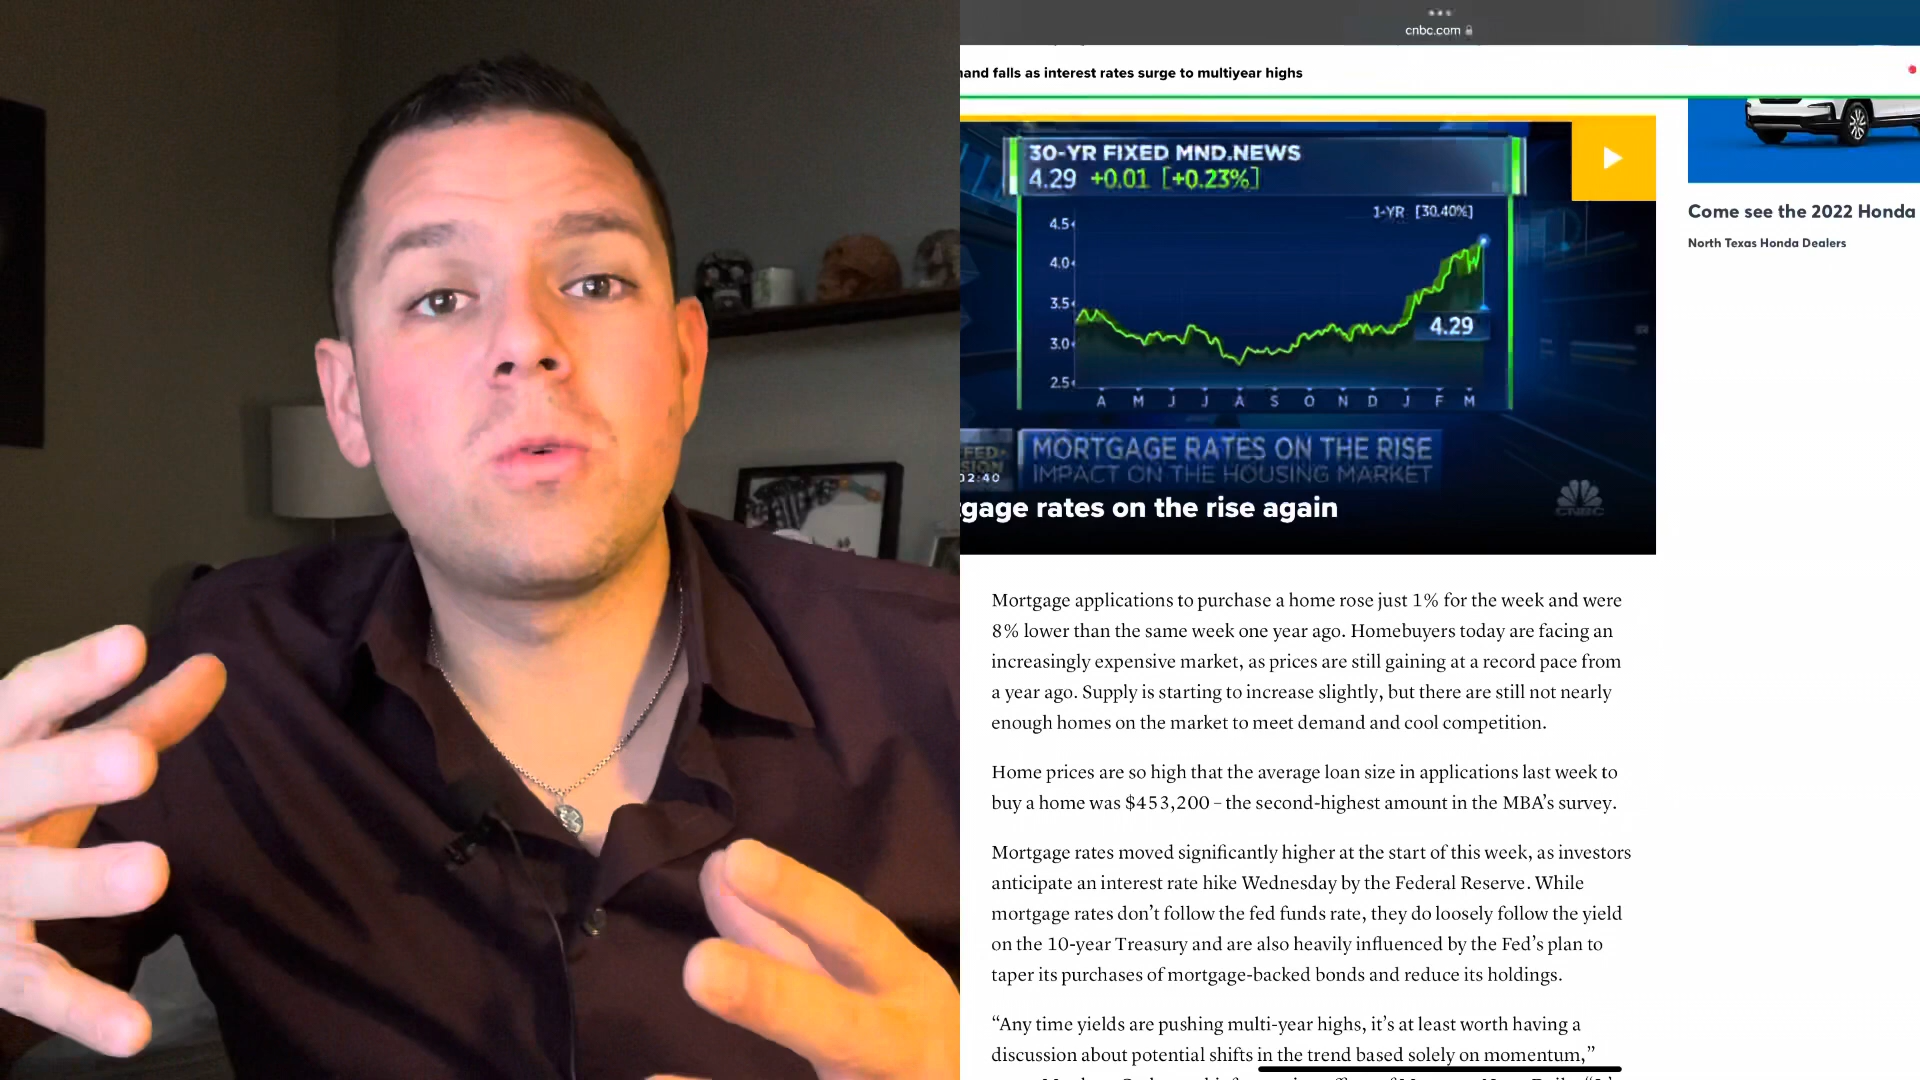 cnbc.com
and falls as interest rates surge to multiyear highs
30-YR FIXED MND.NEWS
4.29 +0.01 [+0.23%]
1-YR [30.40%]
4.5
4.0
3.5
3.0
2.5
4.29
A M J J A S O N D J F M
FED
SION
02:40
MORTGAGE RATES ON THE RISE
IMPACT ON THE HOUSING MARKET
CNBC
gage rates on the rise again
Come see the 2022 Honda
North Texas Honda Dealers
Mortgage applications to purchase a home rose just 1% for the week and were
8% lower than the same week one year ago. Homebuyers today are facing an
increasingly expensive market, as prices are still gaining at a record pace from
a year ago. Supply is starting to increase slightly, but there are still not nearly
enough homes on the market to meet demand and cool competition.
Home prices are so high that the average loan size in applications last week to
buy a home was $453,200 – the second-highest amount in the MBA’s survey.
Mortgage rates moved significantly higher at the start of this week, as investors
anticipate an interest rate hike Wednesday by the Federal Reserve. While
mortgage rates don’t follow the fed funds rate, they do loosely follow the yield
on the 10-year Treasury and are also heavily influenced by the Fed’s plan to
taper its purchases of mortgage-backed bonds and reduce its holdings.
“Any time yields are pushing multi-year highs, it’s at least worth having a
discussion about potential shifts in the trend based solely on momentum,”